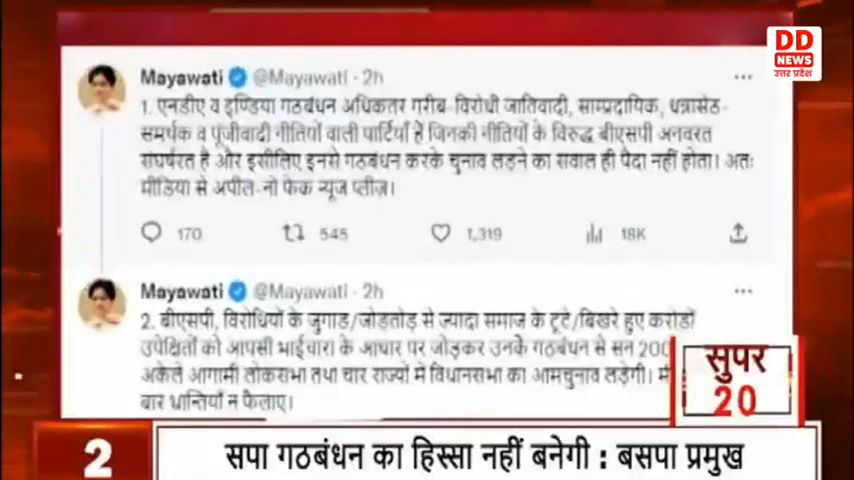 DD
NEWS
उत्तर प्रदेश
Mayawati @Mayawati · 2h
1. एनडीए व इण्डिया गठबंधन अधिकतर गरीब-विरोधी जातिवादी, साम्प्रदायिक, धन्नासेठ-
समर्थक व पूंजीवादी नीतियों वाली पार्टियाँ हैं जिनकी नीतियों के विरुद्ध बीएसपी अनवरत
संघर्षरत है और इसीलिए इनसे गठबंधन करके चुनाव लड़ने का सवाल ही पैदा नहीं होता। अतः
मीडिया से अपील-नो फेक न्यूज प्लीज़।
170 545 1,319 18K
Mayawati @Mayawati · 2h
2. बीएसपी, विरोधियों के जुगाड/जोड़तोड़ से ज्यादा समाज के टूटे/बिखरे हुए करोडों
उपेक्षितों को आपसी भाईचारा के आधार पर जोड़कर उनके गठबंधन से सन 200
अकेले आगामी लोकसभा तथा चार राज्यों में विधानसभा का आमचुनाव लड़ेगी। मी
बार भ्रान्तियाँ न फैलाए।
सुपर
20
2
सपा गठबंधन का हिस्सा नहीं बनेगी : बसपा प्रमुख